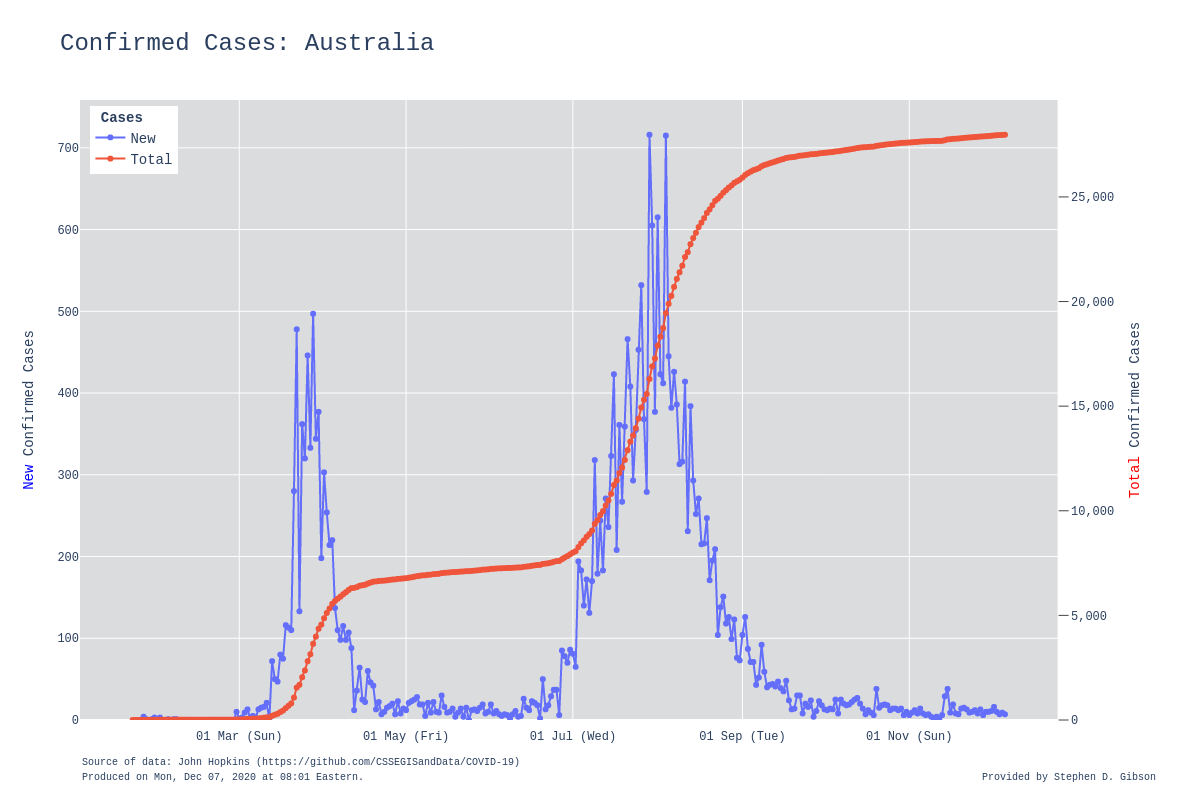 Confirmed Cases: Australia
Cases
New
Total
700
600
500
400
300
200
100
0
25,000
20,000
15,000
10,000
5,000
0
New Confirmed Cases
Total Confirmed Cases
01 Mar (Sun) 01 May (Fri) 01 Jul (Wed) 01 Sep (Tue) 01 Nov (Sun)
Source of data: John Hopkins (https://github.com/CSSEGISandData/COVID-19)
Produced on Mon, Dec 07, 2020 at 08:01 Eastern.
Provided by Stephen D. Gibson